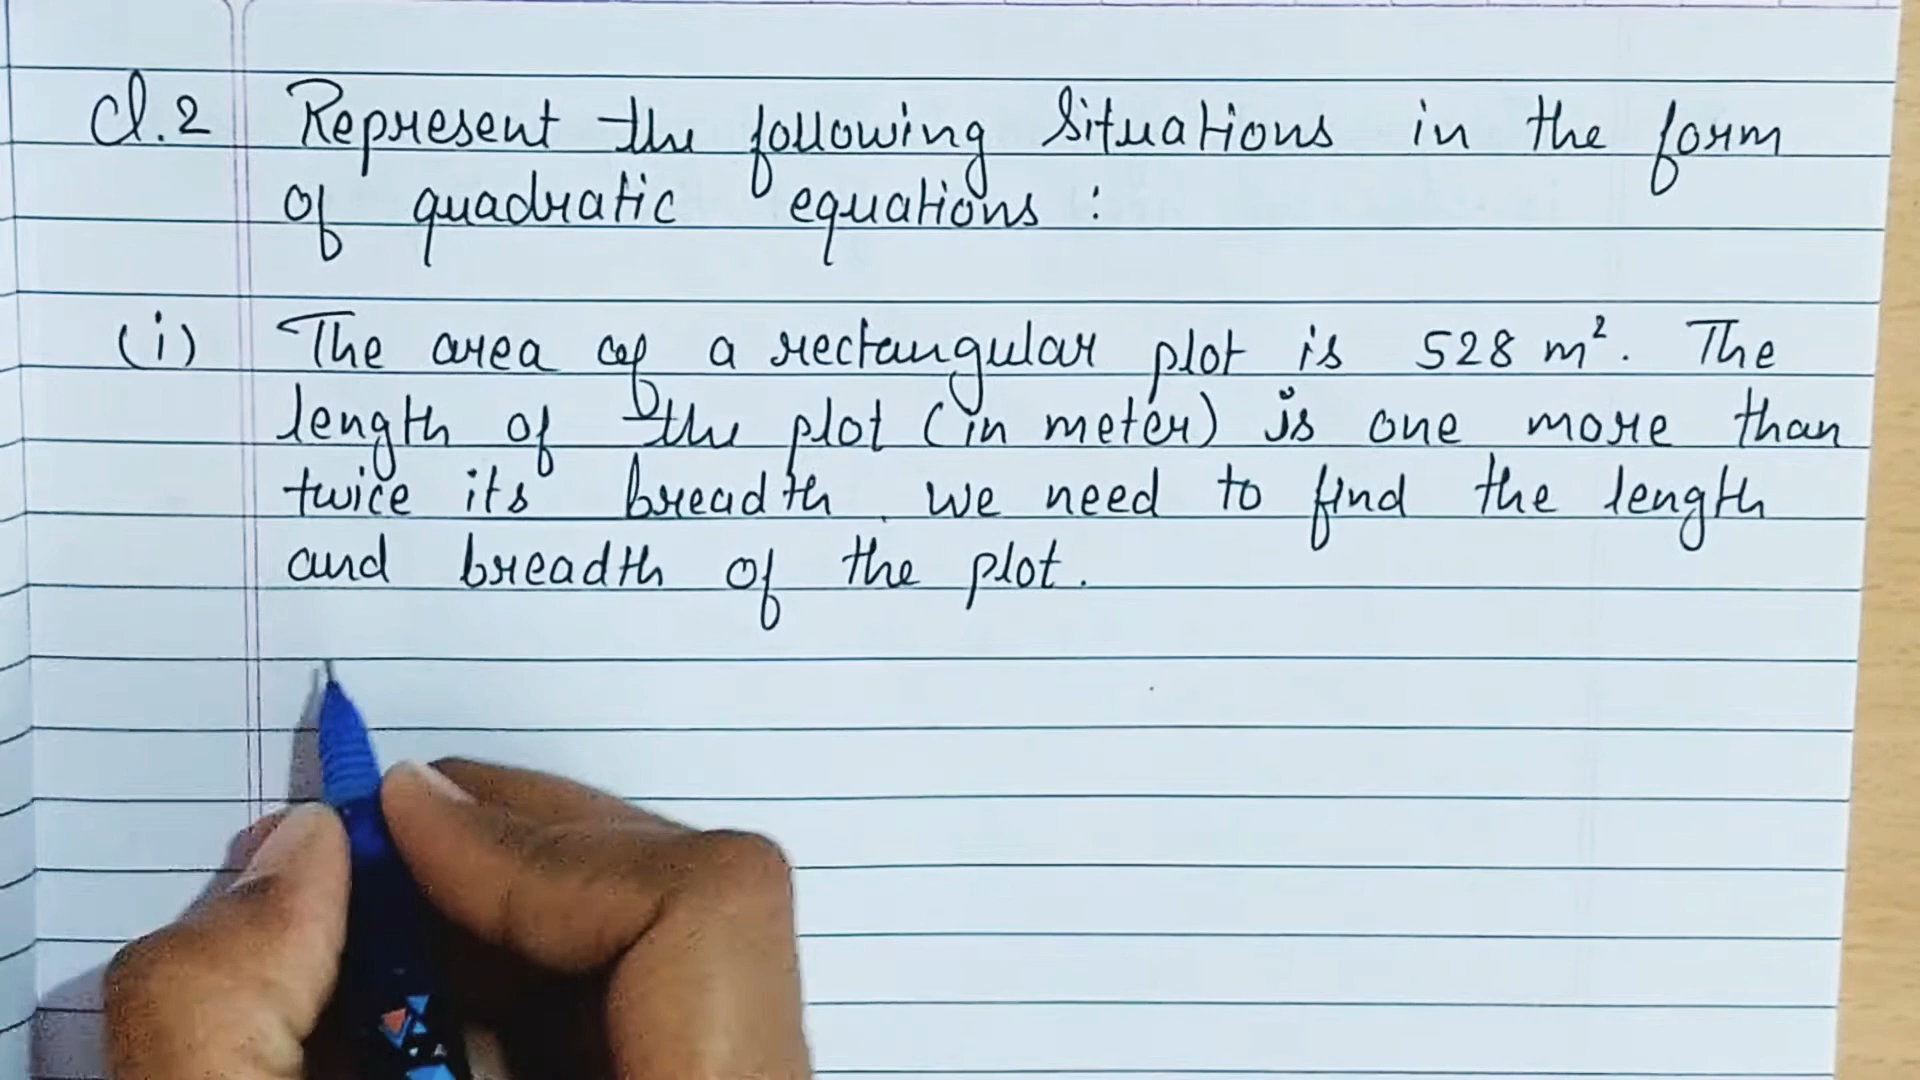 Q.2 Represent the following Situations in the form
of quadratic equations :
(i) The area of a rectangular plot is 528 m². The
length of the plot (in meter) is one more than
twice its breadth. we need to find the length
and breadth of the plot.